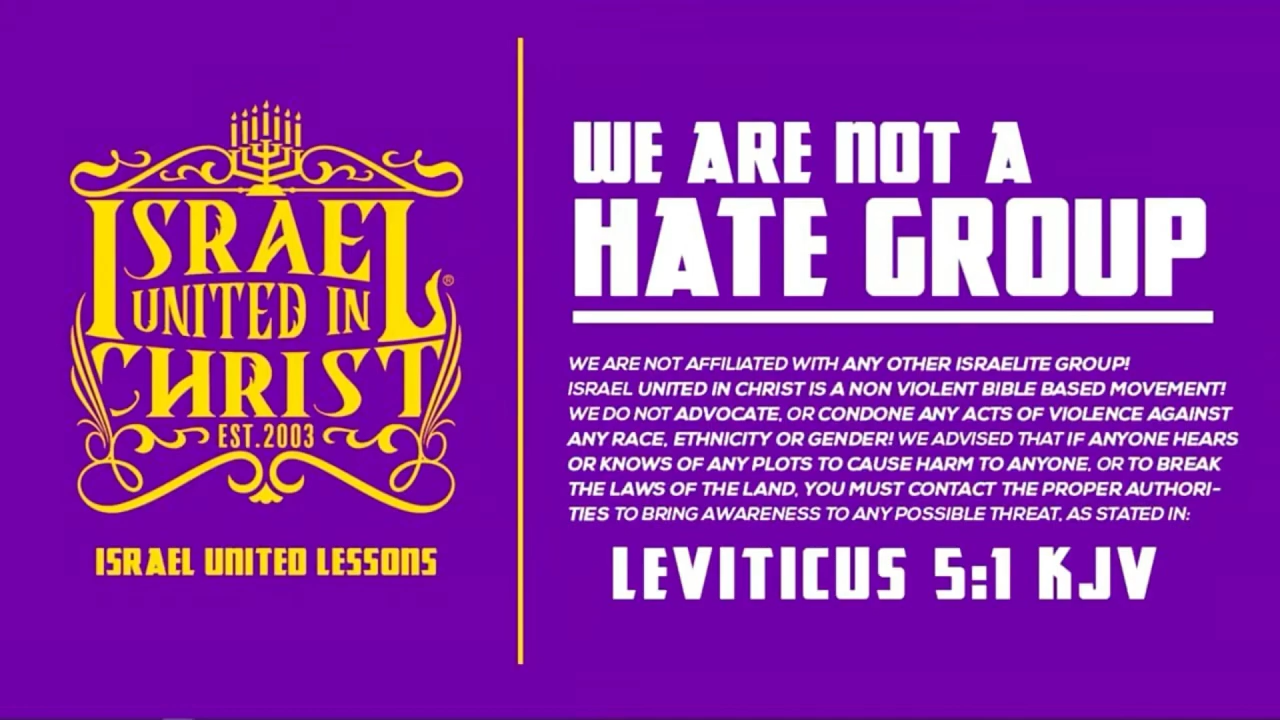 ISRAEL
UNITED IN
CHRIST®
EST.2003
ISRAEL UNITED LESSONS
WE ARE NOT A
HATE GROUP
WE ARE NOT AFFILIATED WITH ANY OTHER ISRAELITE GROUP!
ISRAEL UNITED IN CHRIST IS A NON VIOLENT BIBLE BASED MOVEMENT!
WE DO NOT ADVOCATE, OR CONDONE ANY ACTS OF VIOLENCE AGAINST
ANY RACE, ETHNICITY OR GENDER! WE ADVISED THAT IF ANYONE HEARS
OR KNOWS OF ANY PLOTS TO CAUSE HARM TO ANYONE, OR TO BREAK
THE LAWS OF THE LAND, YOU MUST CONTACT THE PROPER AUTHORI-
TIES TO BRING AWARENESS TO ANY POSSIBLE THREAT, AS STATED IN:
LEVITICUS 5:1 KJV